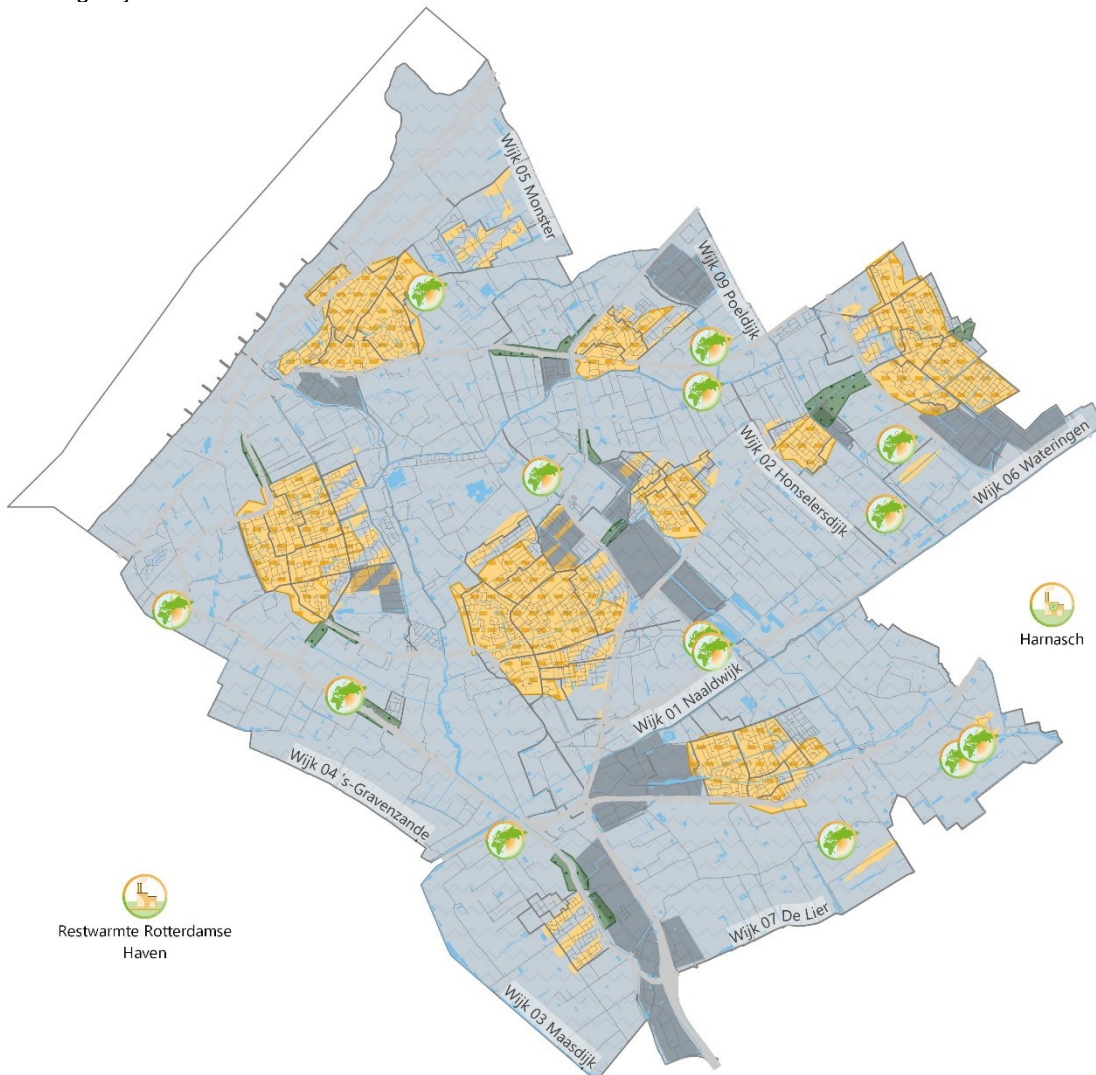 Wijk 05 Monster
Wijk 09 Poeldijk
Wijk 02 Honselersdijk
Wijk 06 Wateringen
Harnasch
Wijk 01 Naaldwijk
Wijk 04 's-Gravenzande
Wijk 07 De Lier
Restwarmte Rotterdamse
Haven
Wijk 03 Maasdijk